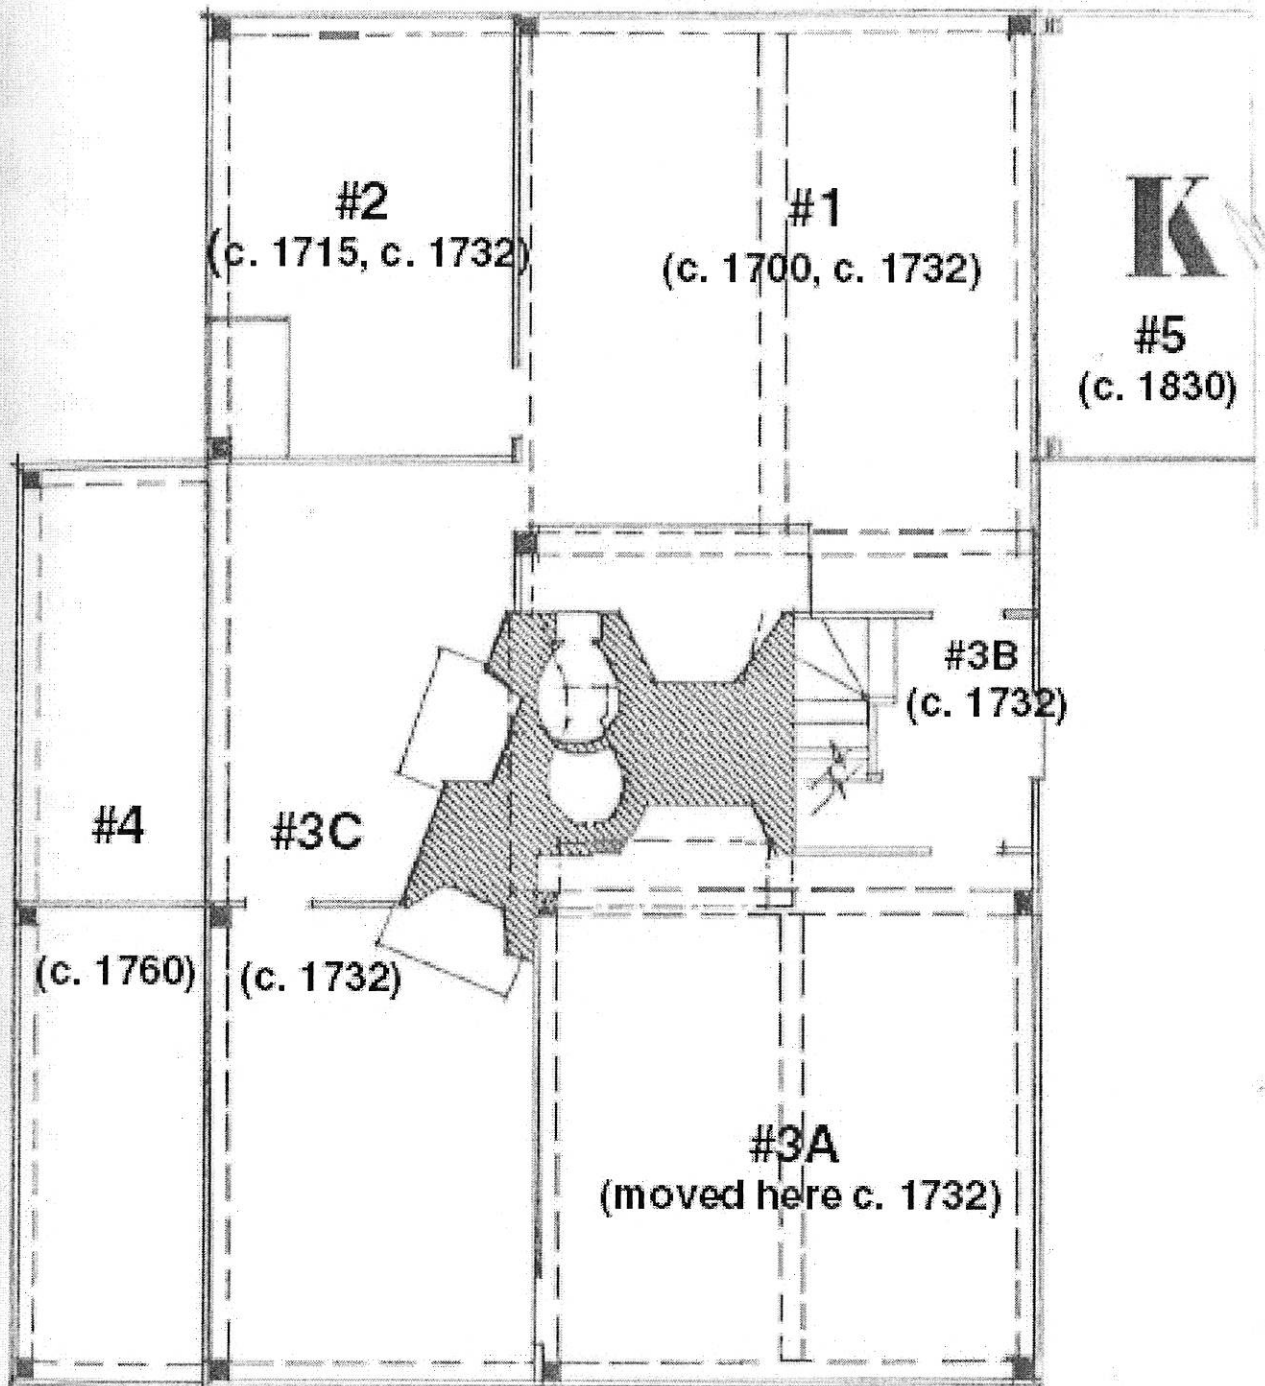 #2
(c. 1715, c. 1732)
#1
(c. 1700, c. 1732)
K
#5
(c. 1830)
#3B
(c. 1732)
#4
(c. 1760)
#3C
(c. 1732)
#3A
(moved here c. 1732)